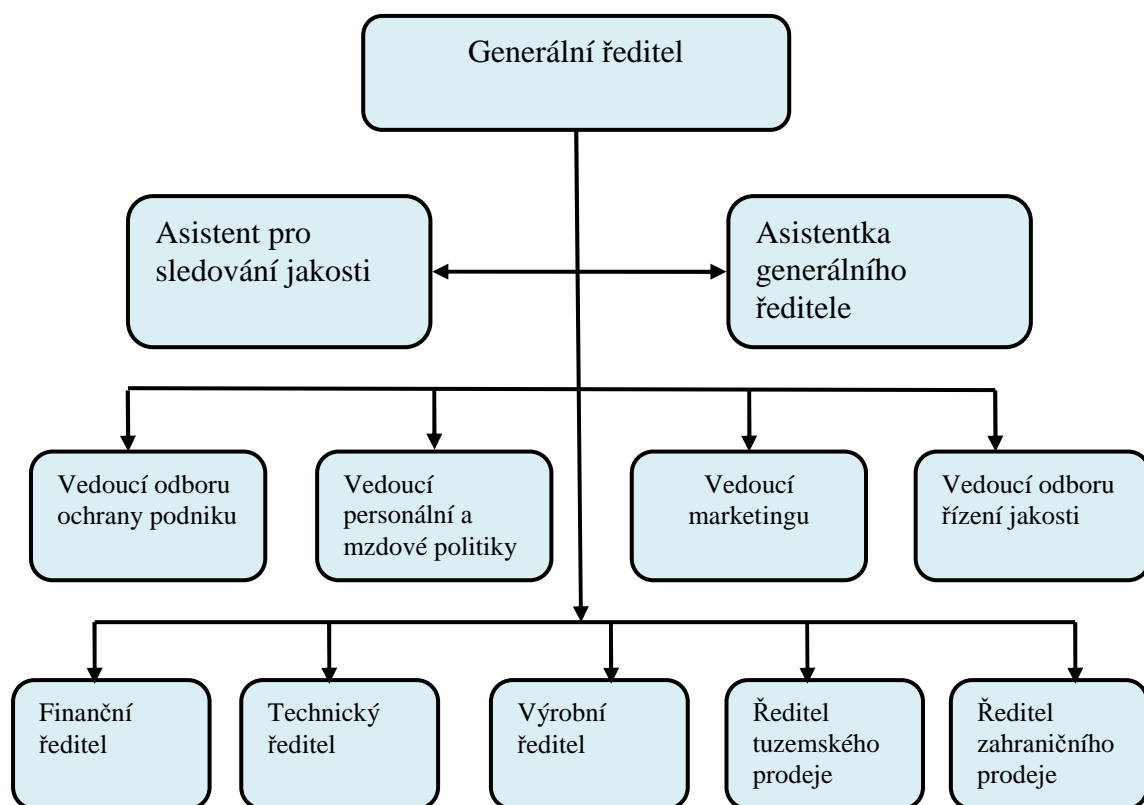 Generální ředitel
Asistent pro
sledování jakosti
Asistentka
generálního
ředitele
Vedoucí odboru
ochrany podniku
Vedoucí
personální a
mzdové politiky
Vedoucí
marketingu
Vedoucí odboru
řízení jakosti
Finanční
ředitel
Technický
ředitel
Výrobní
ředitel
Ředitel
tuzemského
prodeje
Ředitel
zahraničního
prodeje